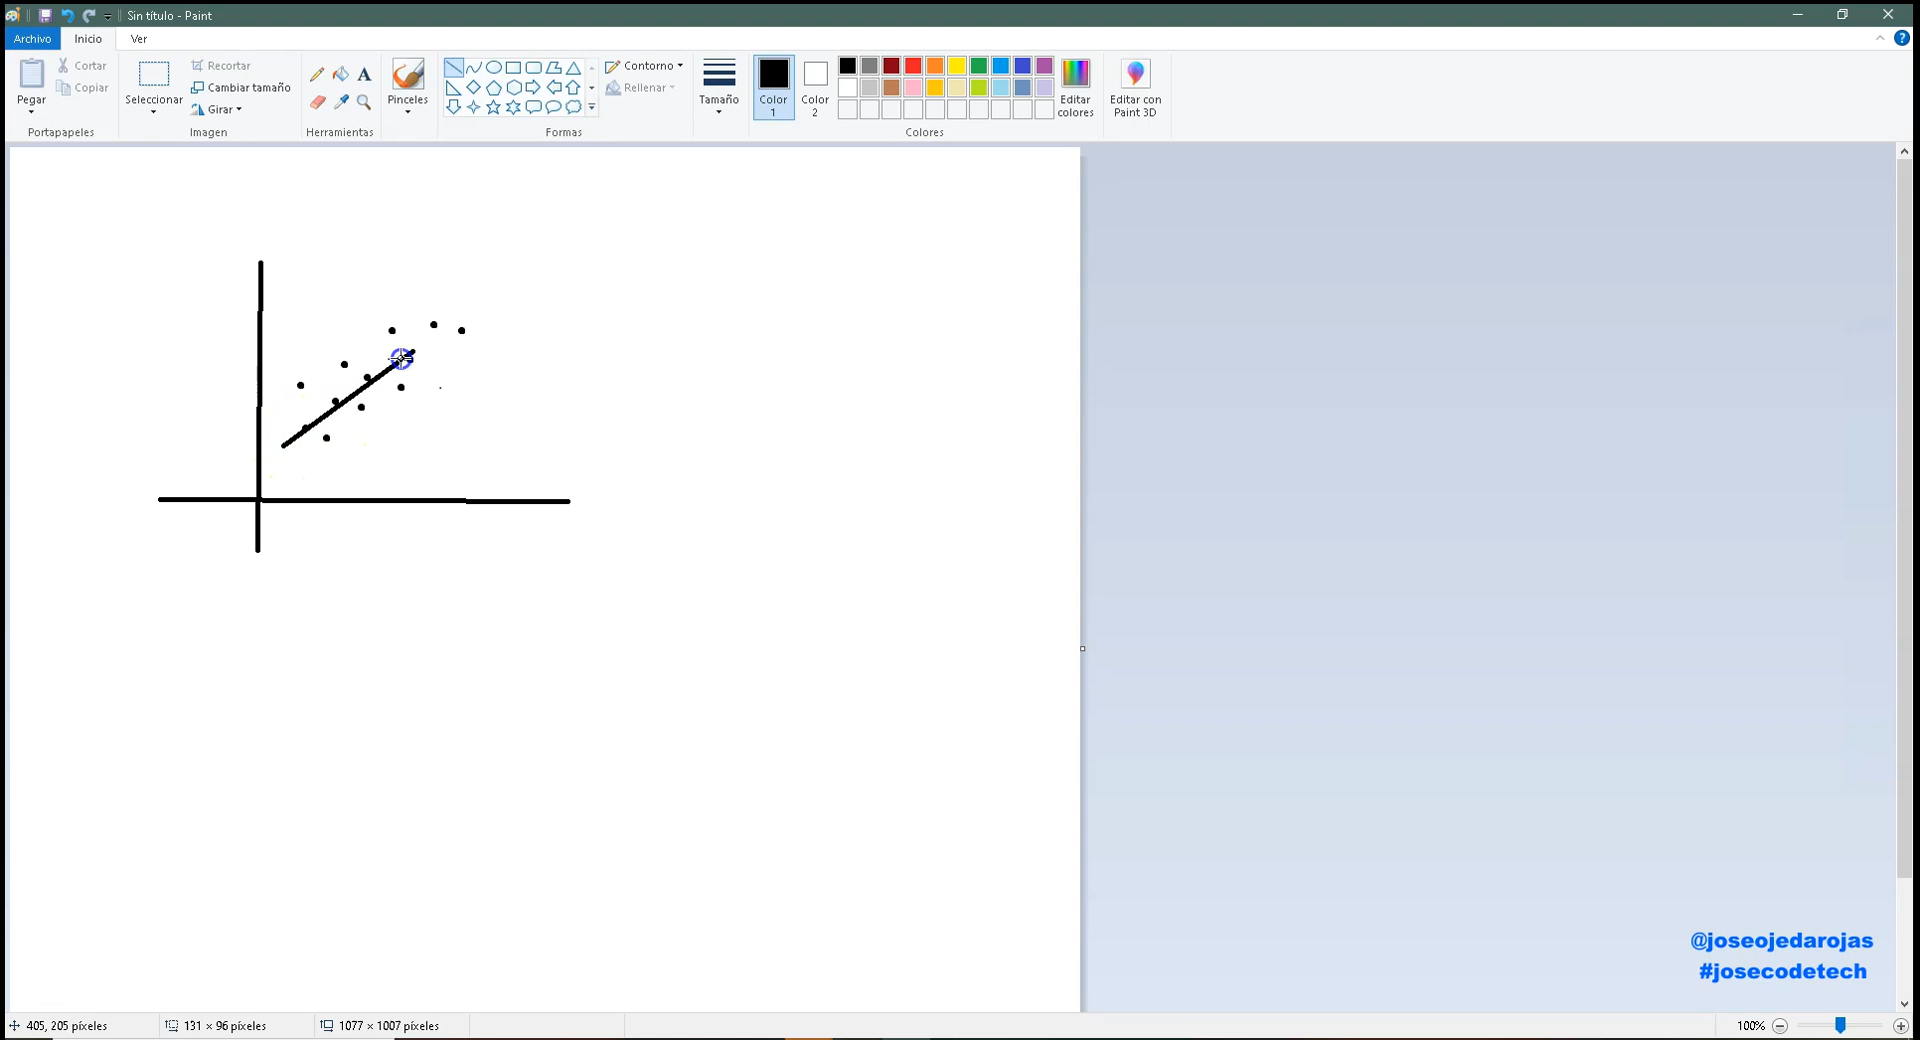 Sin título - Paint
Archivo Inicio Ver
Pegar
Cortar
Copiar
Portapapeles
Seleccionar
Recortar
Cambiar tamaño
Girar
Imagen
A
Herramientas
Pinceles
Contorno
Rellenar
Formas
Tamaño
Color
1
Color
2
Editar
colores
Colores
Editar con
Paint 3D
@joseojedarojas
#josecodetech
405, 205 píxeles
131 × 96 píxeles
1077 × 1007 píxeles
100%